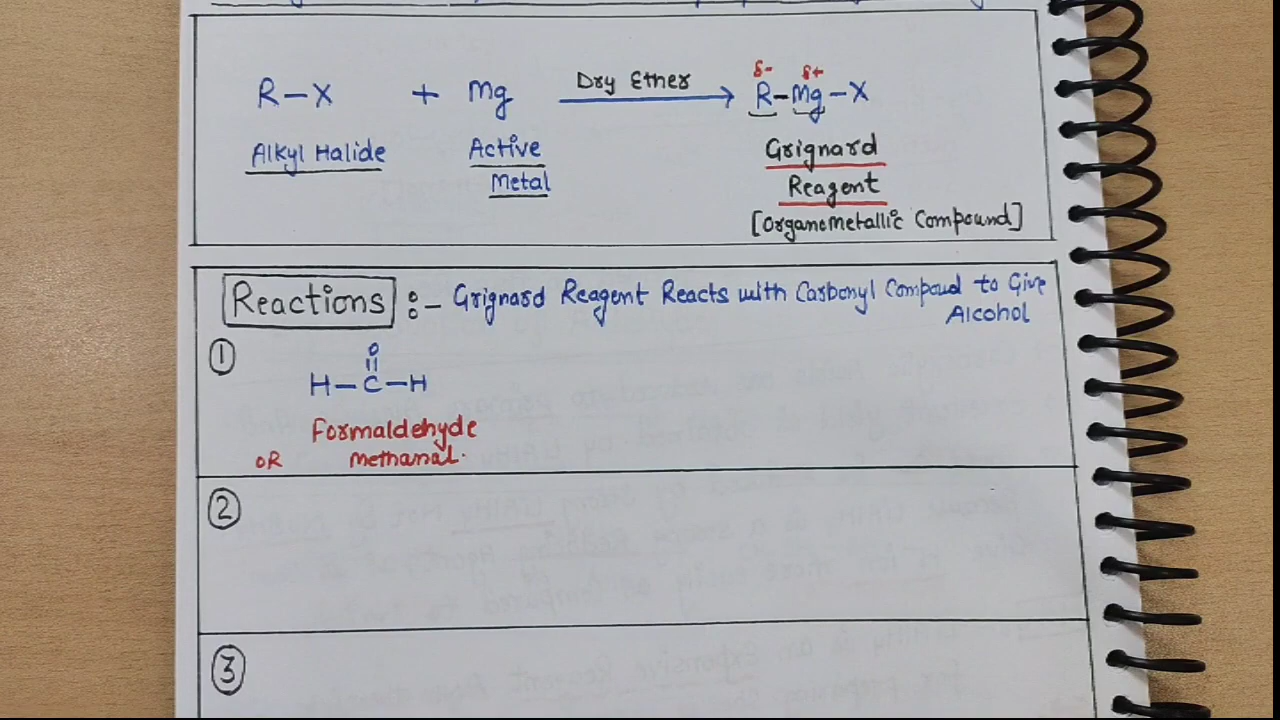 R-X + Mg Dry Ether → R-Mg-X
δ- δ+
Alkyl Halide Active Metal Grignard
Reagent
[Organometallic Compound]
Reactions :- Grignard Reagent Reacts with Carbonyl Compoud to Give
Alcohol
①
O
||
H-C-H
Formaldehyde
OR methanal.
②
③